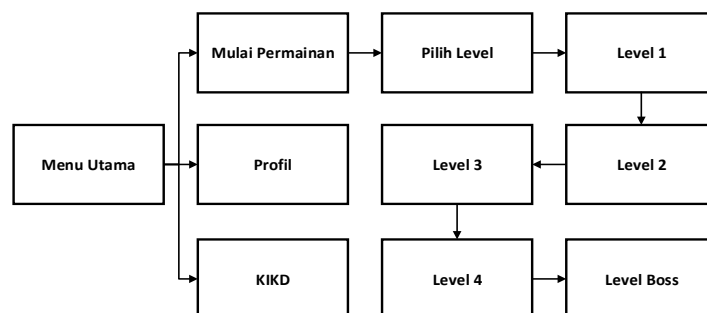 Mulai Permainan
Pilih Level
Level 1
Menu Utama
Profil
Level 3
Level 2
KIKD
Level 4
Level Boss